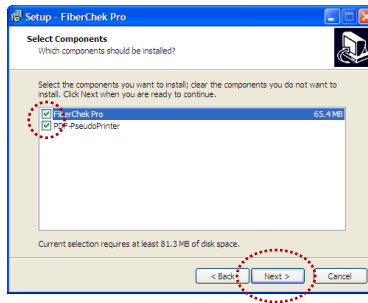 Setup - FiberChek Pro
Select Components
Which components should be installed?
Select the components you want to install; clear the components you do not want to
install. Click Next when you are ready to continue.
FiberChek Pro 65.4 MB
PDF-PseudoPrinter
Current selection requires at least 81.3 MB of disk space.
< Back Next > Cancel